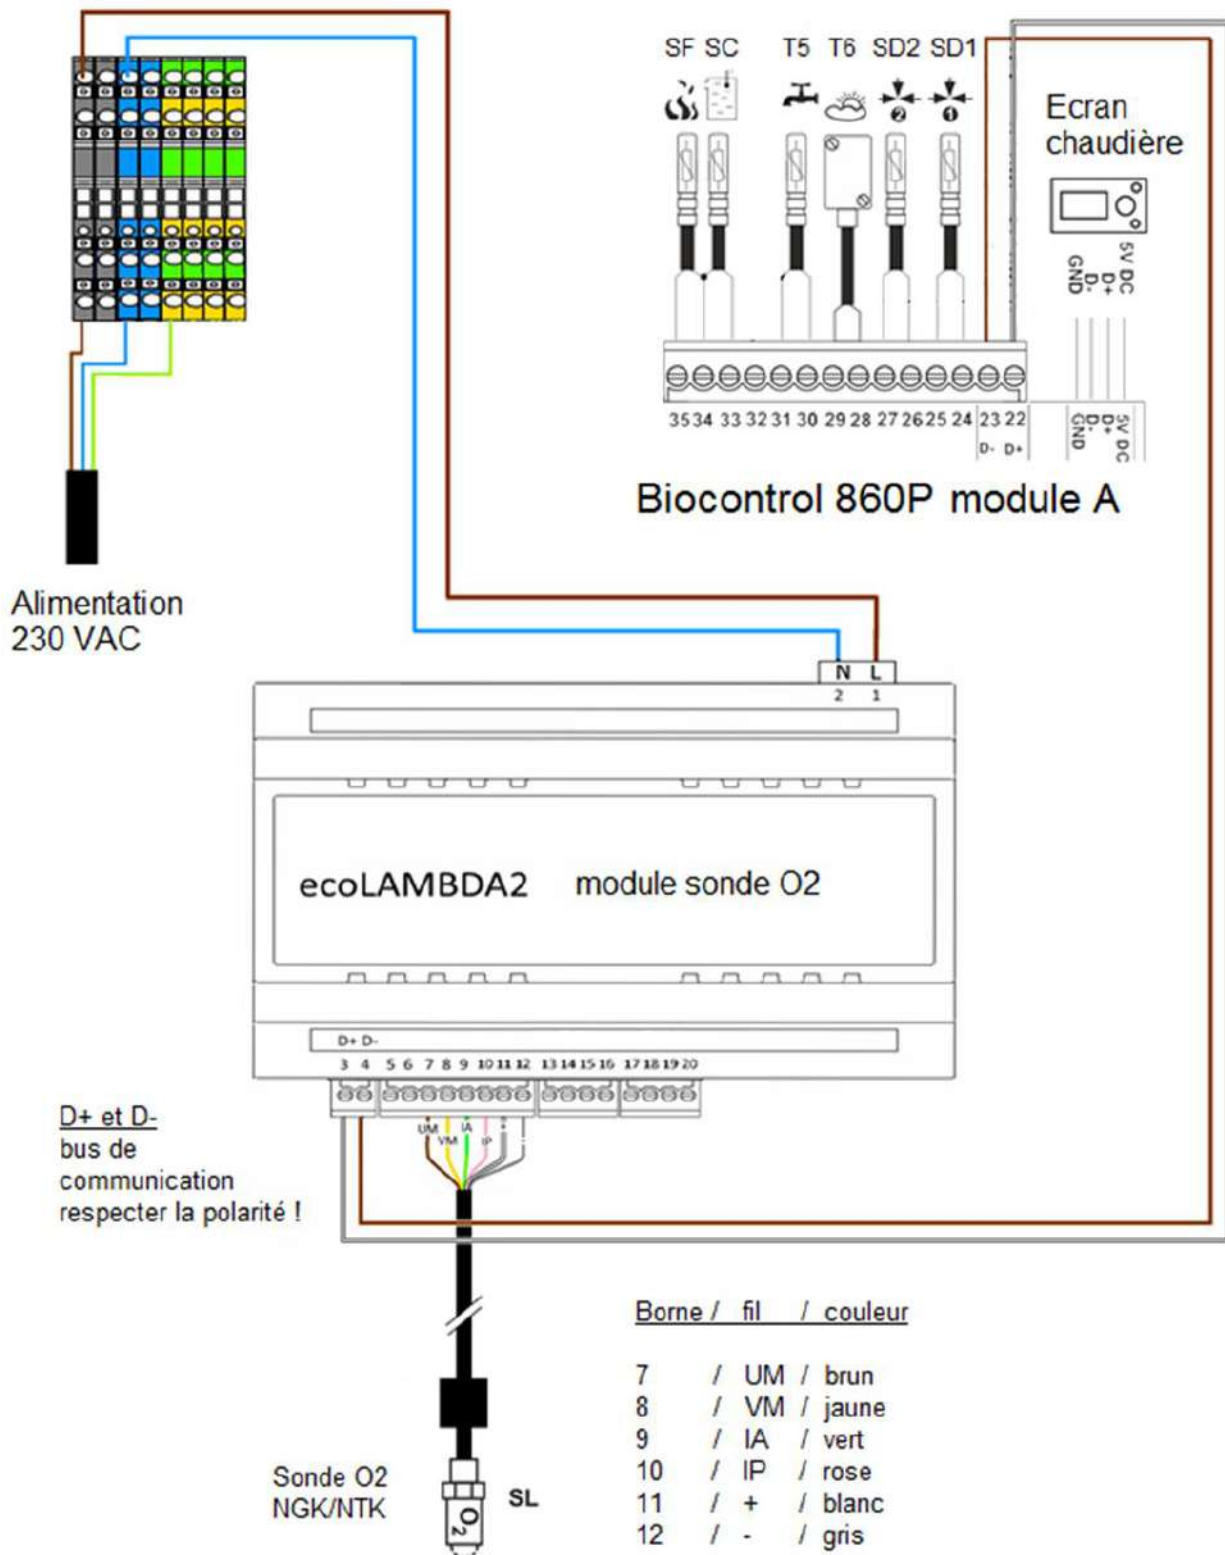 SF SC T5 T6 SD2 SD1
2 1
Ecran
chaudière
GND D- D+ 5V DC
35 34 33 32 31 30 29 28 27 26 25 24 23 22
D- D+
GND D- D+ 5V DC
Biocontrol 860P module A
Alimentation
230 VAC
N L
2 1
ecoLAMBDA2 module sonde O2
D+ D-
3 4 5 6 7 8 9 10 11 12 13 14 15 16 17 18 19 20
UM VM IA IP + -
D+ et D-
bus de
communication
respecter la polarité !
Sonde O2
NGK/NTK
SL
O2
Borne / fil / couleur
7 / UM / brun
8 / VM / jaune
9 / IA / vert
10 / IP / rose
11 / + / blanc
12 / - / gris